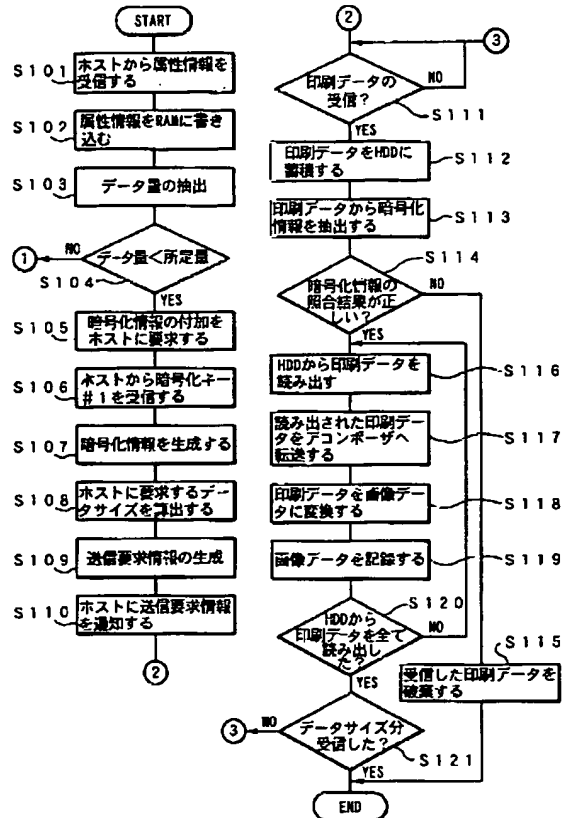 START
S101
ホストから属性情報を
受信する
S102
属性情報をRAMに書き
込む
S103
データ量の抽出
データ量<所定量
NO
①
S104
YES
S105
暗号化情報の付加を
ホストに要求する
S106
ホストから暗号化キー
#1を受信する
S107
暗号化情報を生成する
S108
ホストに要求するデー
タサイズを算出する
S109
送信要求情報の生成
S110
ホストに送信要求情報
を通知する
②
②
③
印刷データの
受信?
NO
S111
YES
印刷データをHDDに
蓄積する
S112
印刷データから暗号化
情報を抽出する
S113
暗号化情報の
照合結果が正
しい?
S114
NO
YES
HDDから印刷データを
読み出す
S116
読み出された印刷デー
タをデコンポーザへ
転送する
S117
印刷データを画像デー
タに変換する
S118
画像データを記録する
S119
HDDから
印刷データを全て
読み出し
た?
S120
NO
YES
S115
受信した印刷データを
破棄する
データサイズ分
受信した?
NO
③
S121
YES
END